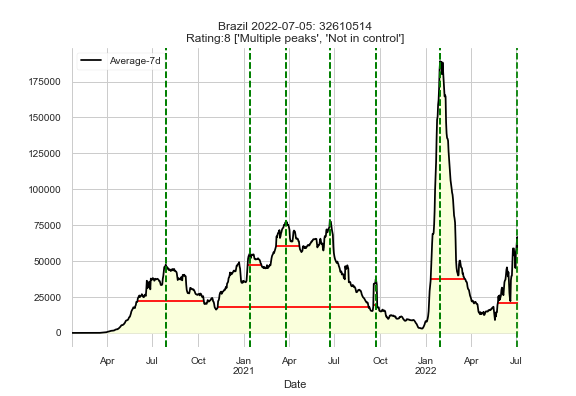 Brazil 2022-07-05: 32610514
Rating:8 ['Multiple peaks', 'Not in control']
Average-7d
175000
150000
125000
100000
75000
50000
25000
0
Apr Jul Oct Jan Apr Jul Oct Jan Apr Jul
2021 2022
Date